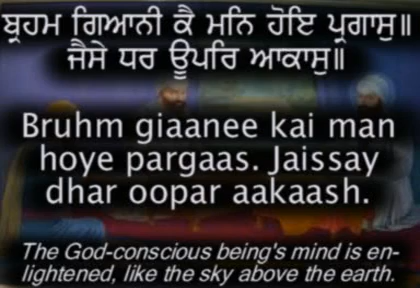 ਬ੍ਰਹਮ ਗਿਆਨੀ ਕੈ ਮਨਿ ਹੋਇ ਪ੍ਰਗਾਸੁ॥
ਜੈਸੇ ਧਰ ਊਪਰਿ ਆਕਾਸੁ॥
Bruhm giaanee kai man
hoye pargaas. Jaissay
dhar oopar aakaash.
The God-conscious being's mind is en-
lightened, like the sky above the earth.